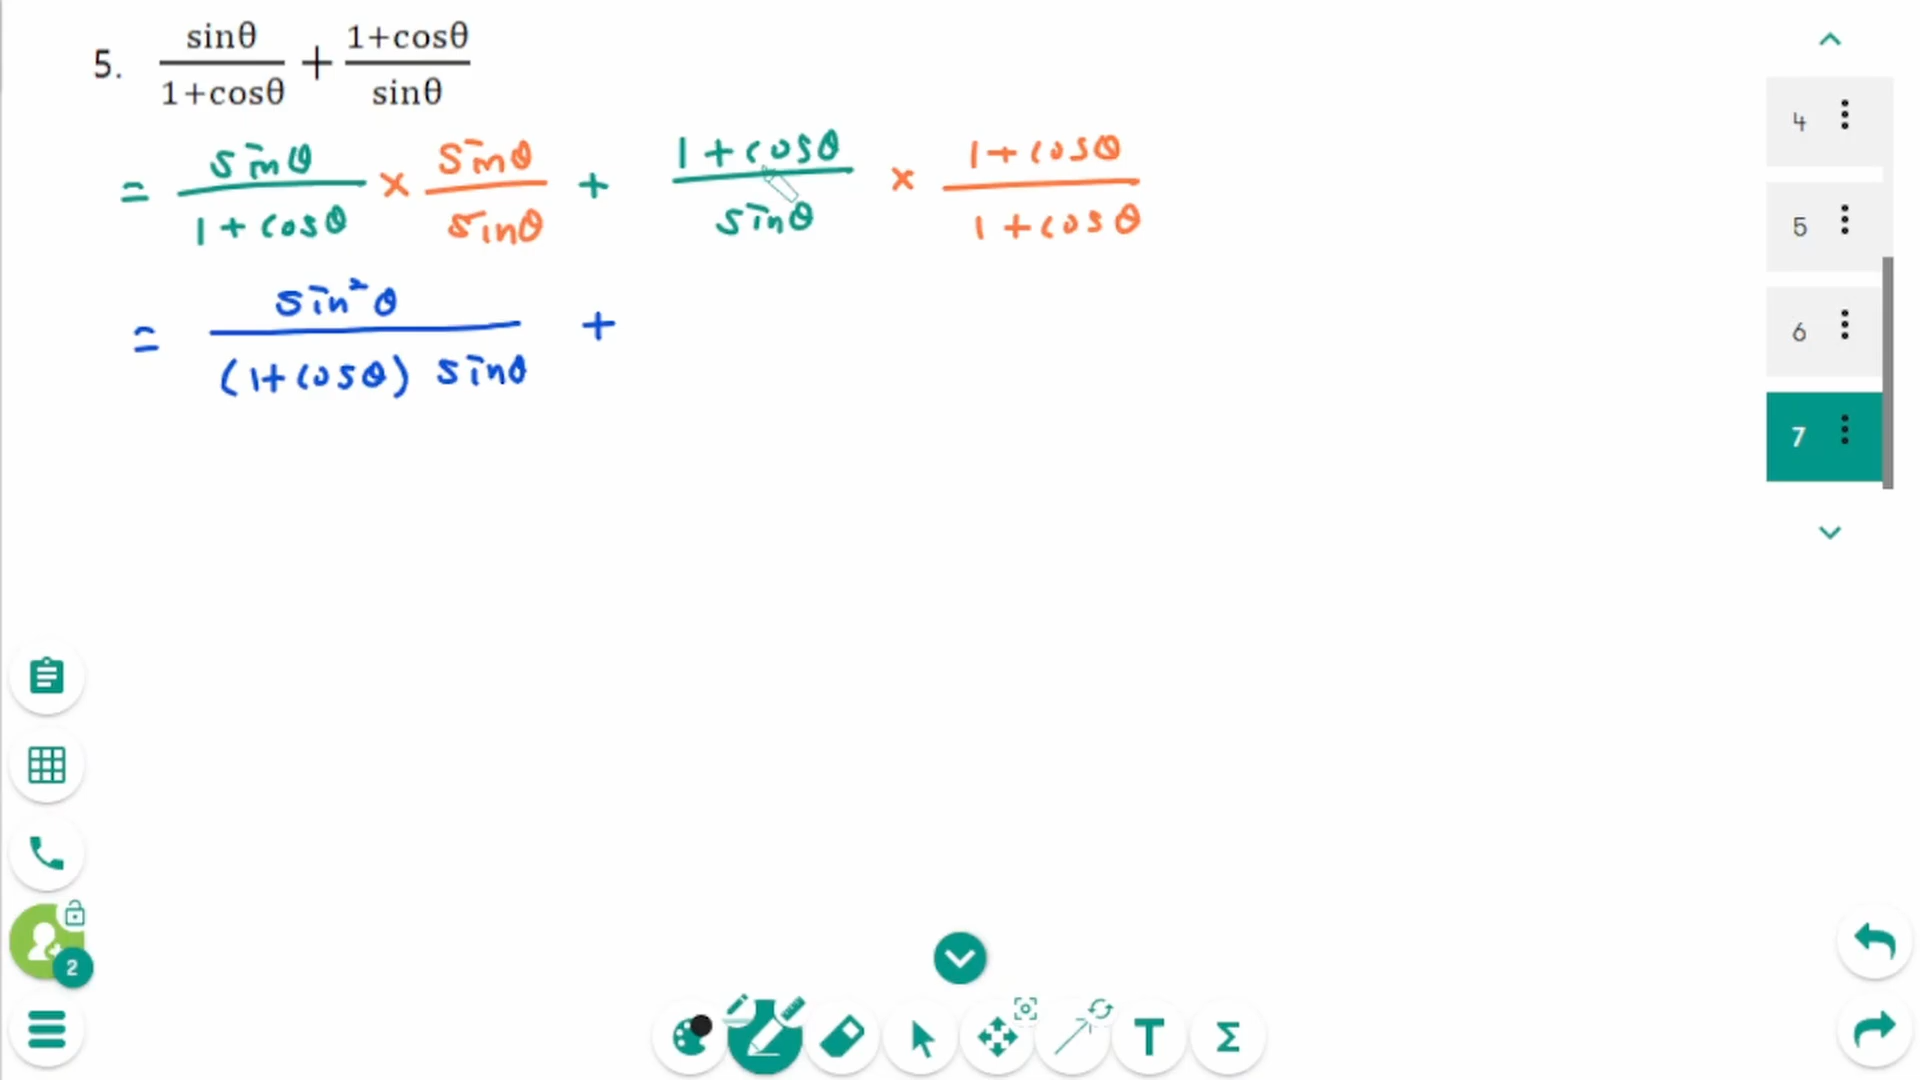 5. sinθ/1+cosθ + 1+cosθ/sinθ
= sinθ/1+cosθ × sinθ/sinθ + 1+cosθ/sinθ × 1+cosθ/1+cosθ
= sin²θ/(1+cosθ) sinθ +
4
5
6
7
2
T Σ